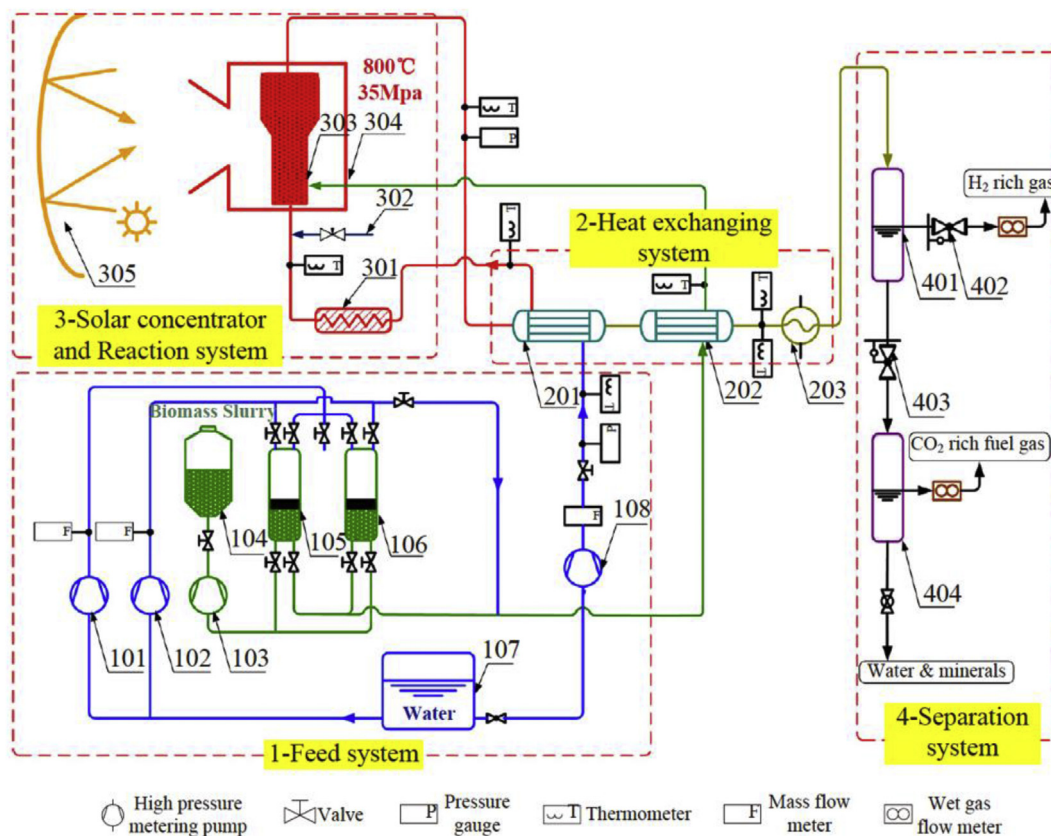 800℃
35Mpa
303
304
302
305
301
T
P
T
T
3-Solar concentrator
and Reaction system
2-Heat exchanging
system
T
T
T
201
202
203
H₂ rich gas
401
402
403
CO₂ rich fuel gas
404
Water & minerals
4-Separation
system
Biomass Slurry
T
P
F
F
F
104
105
106
108
101
102
103
107
Water
1-Feed system
High pressure
metering pump
Valve
P
Pressure
gauge
T
Thermometer
F
Mass flow
meter
Wet gas
flow meter